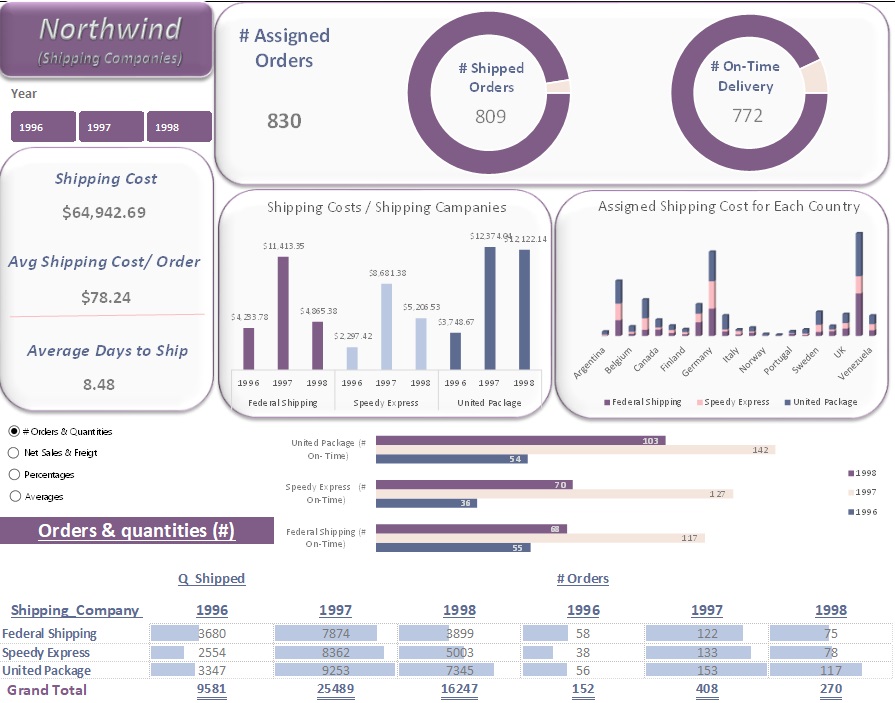 Northwind
(Shipping Companies)
Year
1996 1997 1998
# Assigned
Orders
830
# Shipped
Orders
809
# On-Time
Delivery
772
Shipping Cost
$64,942.69
Avg Shipping Cost/ Order
$78.24
Average Days to Ship
8.48
Shipping Costs / Shipping Campanies
$4,233.78 $11,413.35 $4,865.38 $2,297.42 $8,681.38 $5,206.53 $3,748.67 $12,374.04 $12,122.14
1996 1997 1998 1996 1997 1998 1996 1997 1998
Federal Shipping Speedy Express United Package
Assigned Shipping Cost for Each Country
Argentina Belgium Canada Finland Germany Italy Norway Portugal Sweden UK Venezuela
Federal Shipping Speedy Express United Package
# Orders & Quantities
Net Sales & Freigt
Percentages
Averages
Orders & quantities (#)
United Package (#
On- Time)
103
142
54
Speedy Express (#
On-Time)
70
127
36
Federal Shipping (#
On-Time)
68
117
55
1998
1997
1996
Q_Shipped # Orders
Shipping_Company 1996 1997 1998 1996 1997 1998
Federal Shipping 3680 7874 3899 58 122 75
Speedy Express 2554 8362 5003 38 133 78
United Package 3347 9253 7345 56 153 117
Grand Total 9581 25489 16247 152 408 270